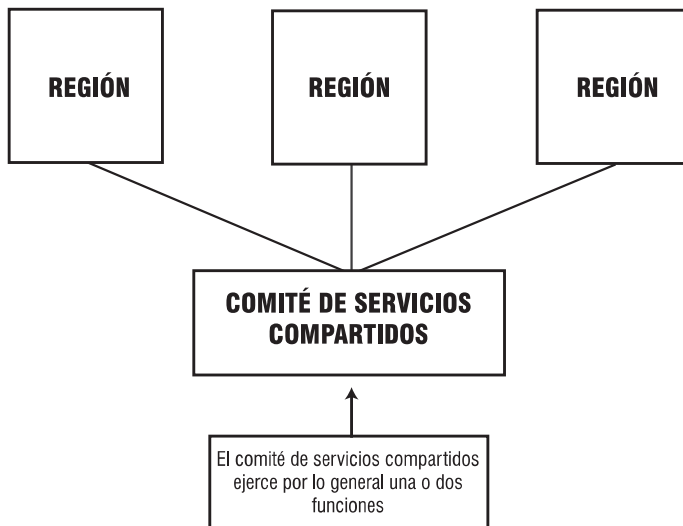 REGIÓN
REGIÓN
REGIÓN
COMITÉ DE SERVICIOS
COMPARTIDOS
El comité de servicios compartidos
ejerce por lo general una o dos
funciones